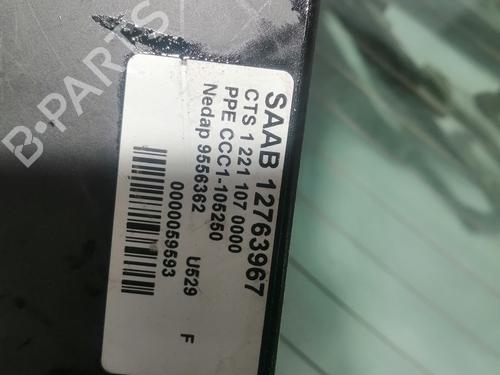 SAAB 12763967
CTS 1 221 107 0000
PPE CCC1-105250
Nedap 9556362
U529
F
0000059593
B-PARTS